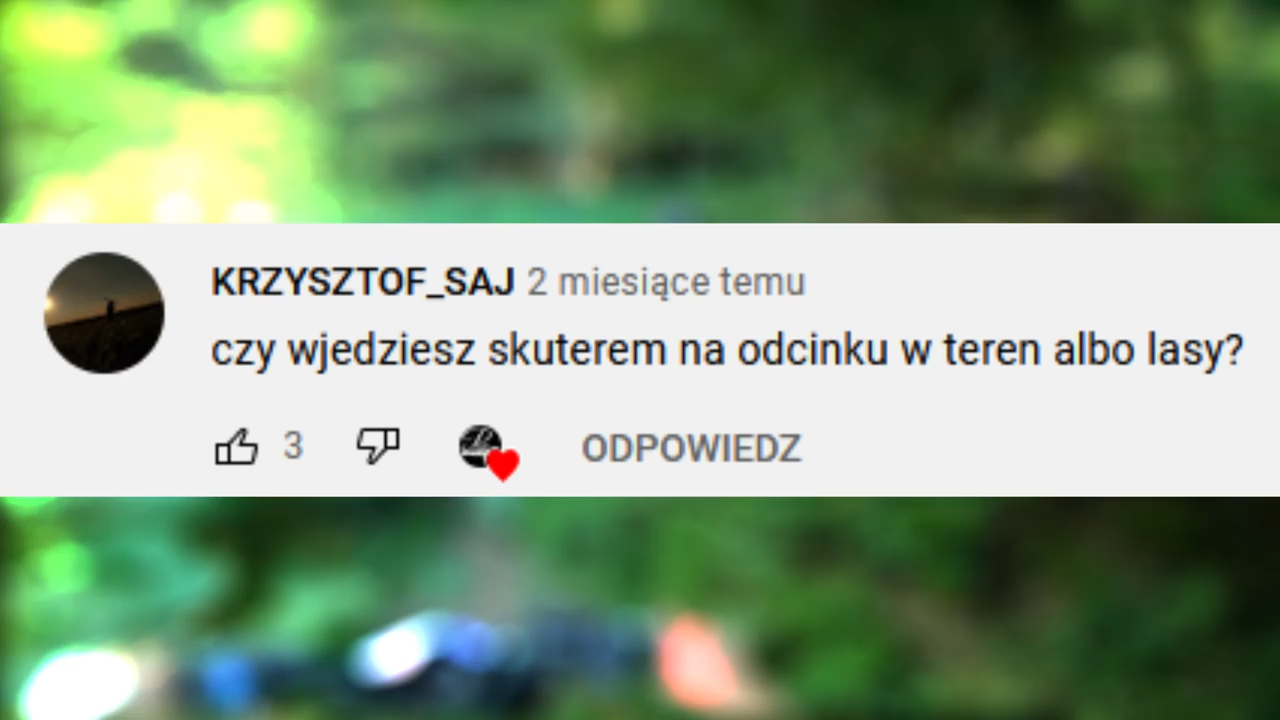 KRZYSZTOF_SAJ 2 miesiące temu
czy wjedziesz skuterem na odcinku w teren albo lasy?
3 ODPOWIEDZ